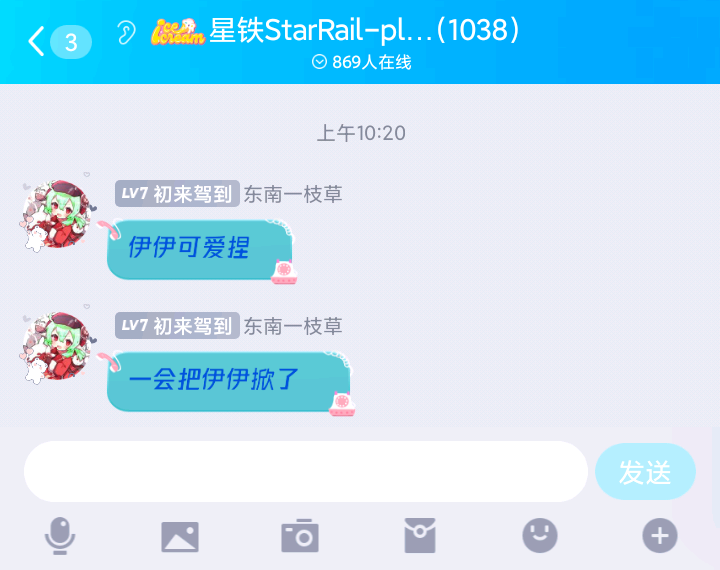 3
ice cream 星铁StarRail-pl...(1038)
869人在线
上午10:20
LV7 初来驾到 东南一枝草
伊伊可爱捏
LV7 初来驾到 东南一枝草
一会把伊伊掀了
发送